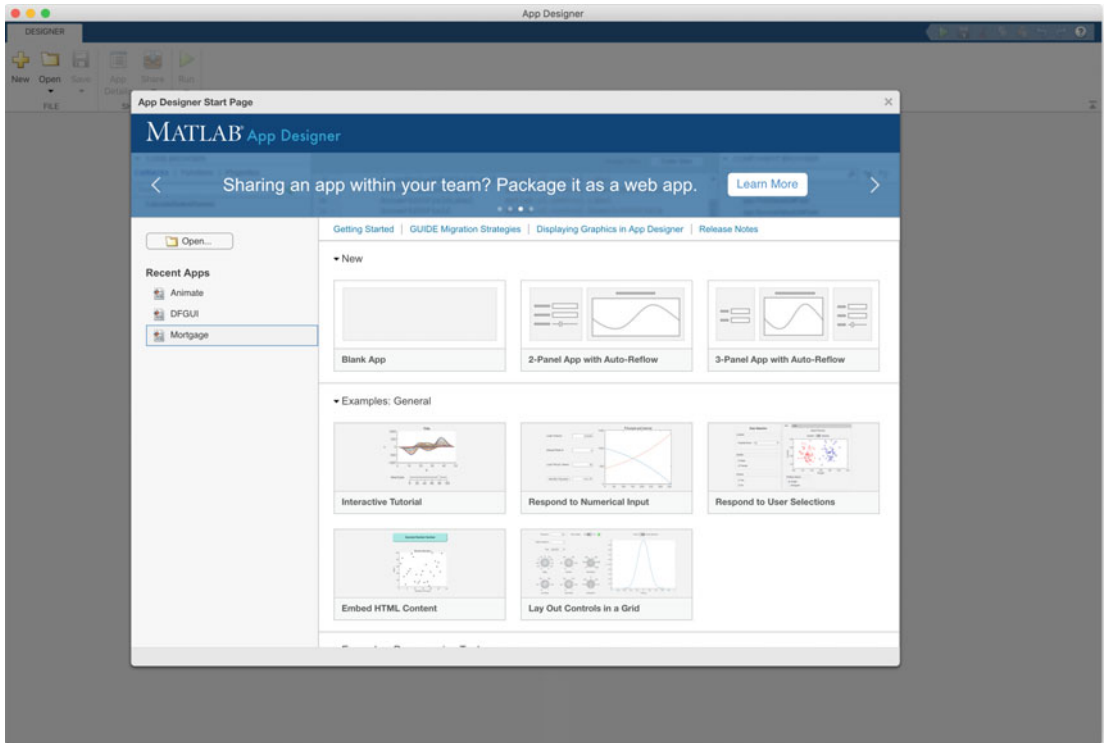 App Designer
DESIGNER
New Open Save App Details Share Run
FILE
App Designer Start Page
MATLAB® App Designer
Sharing an app within your team? Package it as a web app. Learn More
Getting Started | GUIDE Migration Strategies | Displaying Graphics in App Designer | Release Notes
Open...
Recent Apps
Animate
DFGUI
Mortgage
New
Blank App
2-Panel App with Auto-Reflow
3-Panel App with Auto-Reflow
Examples: General
Interactive Tutorial
Respond to Numerical Input
Respond to User Selections
Embed HTML Content
Lay Out Controls in a Grid